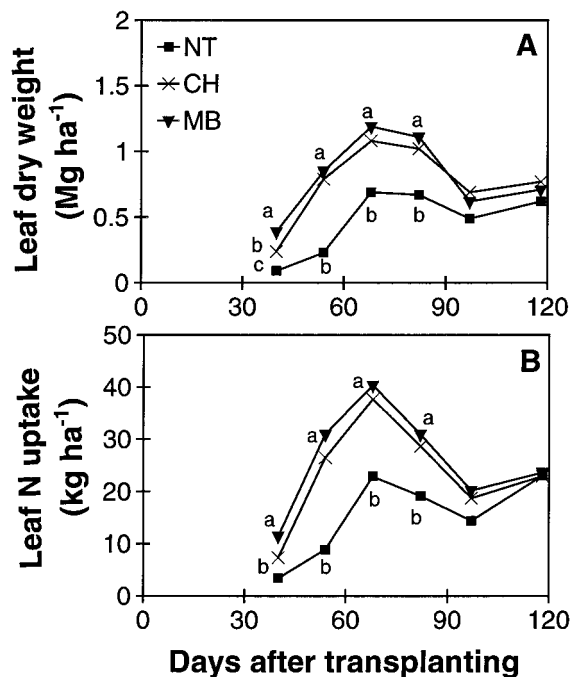 2
A
NT
CH
MB
1.5
1
0.5
0
Leaf dry weight
(Mg ha-1)
a
a
a
a
b
c
b
b
b
0 30 60 90 120
50
B
40
30
20
10
0
Leaf N uptake
(kg ha-1)
a
a
a
a
b
b
b
b
0 30 60 90 120
Days after transplanting